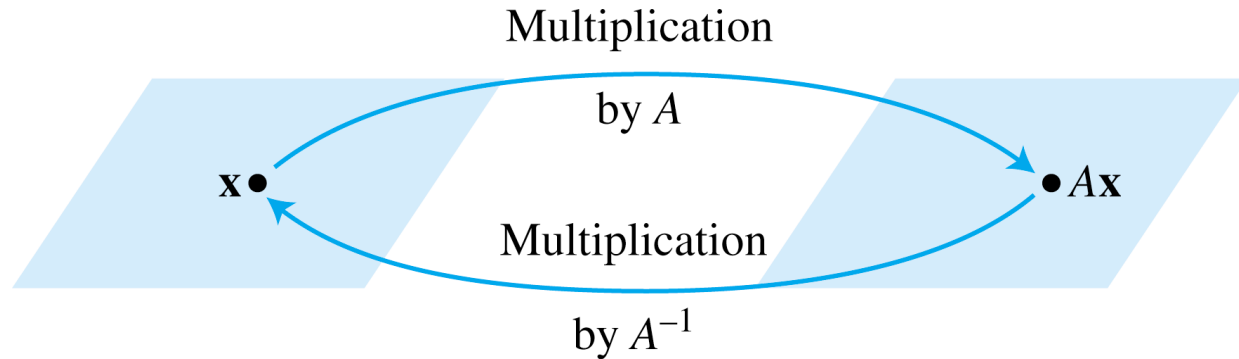 Multiplication
by A
x
Ax
Multiplication
by A⁻¹